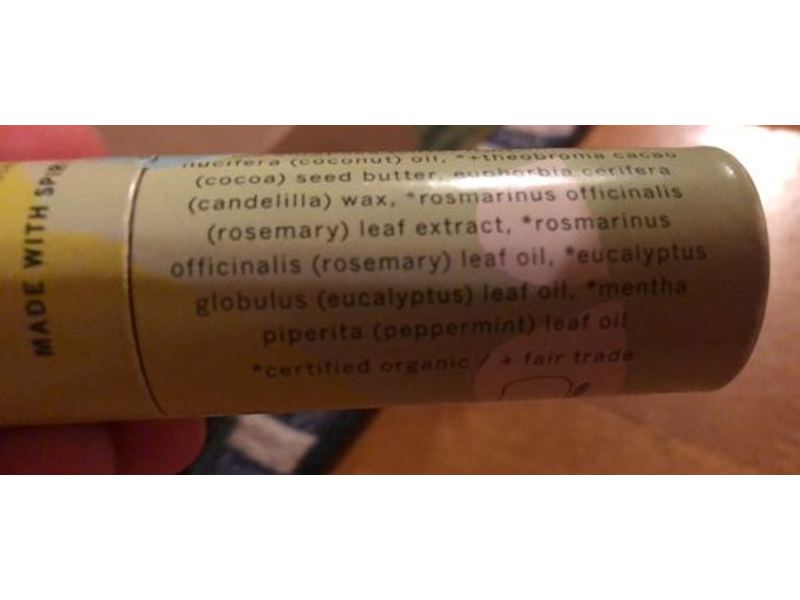 nucifera (coconut) oil, *+theobroma cacao
(cocoa) seed butter, euphorbia cerifera
(candelilla) wax, *rosmarinus officinalis
(rosemary) leaf extract, *rosmarinus
officinalis (rosemary) leaf oil, *eucalyptus
globulus (eucalyptus) leaf oil, *mentha
piperita (peppermint) leaf oil
*certified organic / + fair trade
MADE WITH